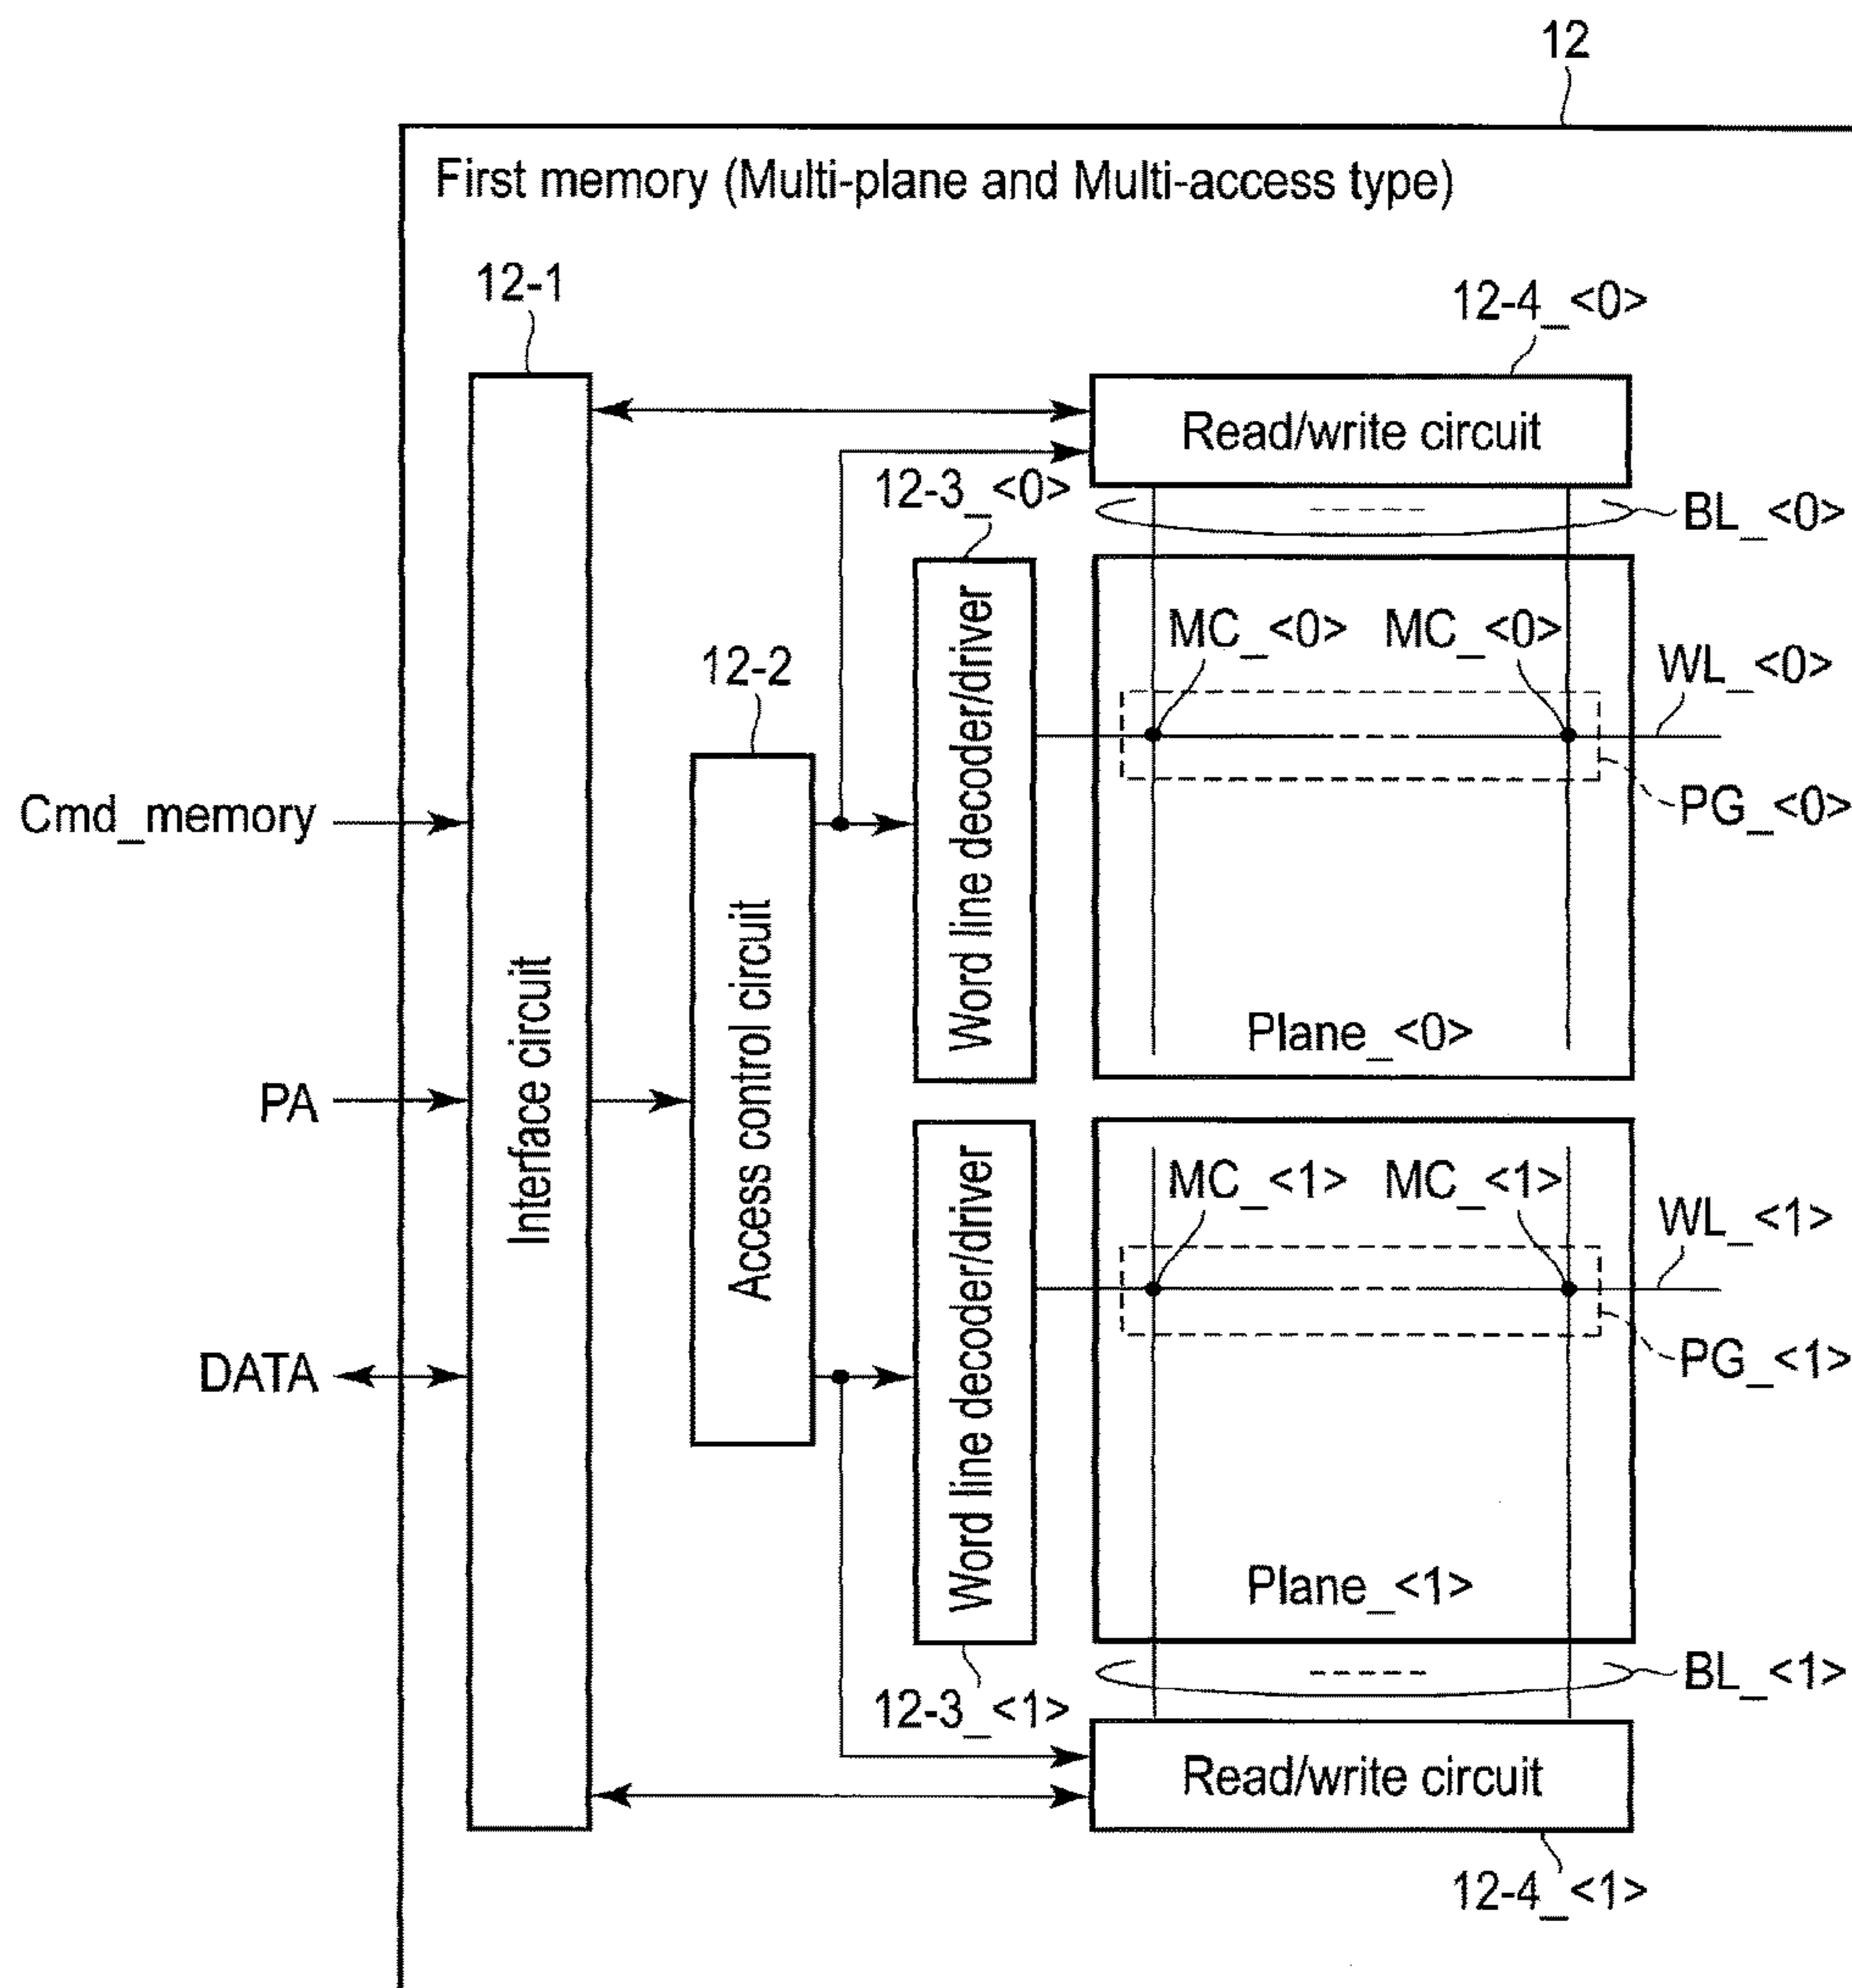 12
First memory (Multi-plane and Multi-access type)
12-1
12-4_<0>
Read/write circuit
12-3_<0>
BL_<0>
Word line decoder/driver
MC_<0> MC_<0>
WL_<0>
12-2
PG_<0>
Cmd_memory
Access control circuit
Interface circuit
Plane_<0>
PA
Word line decoder/driver
MC_<1> MC_<1>
WL_<1>
PG_<1>
DATA
Plane_<1>
BL_<1>
12-3_<1>
Read/write circuit
12-4_<1>